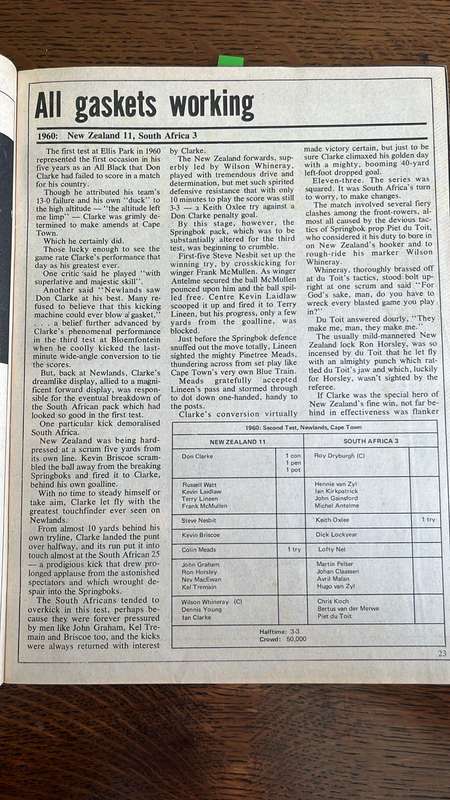 All gaskets working
1960: New Zealand 11, South Africa 3
The first test at Ellis Park in 1960
represented the first occasion in his
five years as an All Black that Don
Clarke had failed to score in a match
for his country.
Though he attributed his team's
13-0 failure and his own "duck" to
the high altitude — "the altitude left
me limp" — Clarke was grimly de-
termined to make amends at Cape
Town.
Which he certainly did.
Those lucky enough to see the
game rate Clarke's performance that
day as his greatest ever.
One critic said he played "with
superlative and majestic skill".
Another said "Newlands saw
Don Clarke at his best. Many re-
fused to believe that this kicking
machine could ever blow a gasket."
. . . a belief further advanced by
Clarke's phenomenal performance
in the third test at Bloemfontein
when he coolly kicked the last-
minute wide-angle conversion to tie
the scores.
But, back at Newlands, Clarke's
dreamlike display, allied to a magni-
ficent forward display, was respon-
sible for the eventual breakdown of
the South African pack which had
looked so good in the first test.
One particular kick demoralised
South Africa.
New Zealand was being hard-
pressed at a scrum five yards from
its own line. Kevin Briscoe scram-
bled the ball away from the breaking
Springboks and fired it to Clarke,
behind his own goalline.
With no time to steady himself or
take aim, Clarke let fly with the
greatest touchfinder ever seen on
Newlands.
From almost 10 yards behind his
own tryline, Clarke landed the punt
over halfway, and its run put it into
touch almost at the South African 25
— a prodigious kick that drew pro-
longed applause from the astonished
spectators and which wrought de-
spair into the Springboks.
The South Africans tended to
overkick in this test, perhaps be-
cause they were forever pressured
by men like John Graham, Kel Tre-
main and Briscoe too, and the kicks
were always returned with interest
by Clarke.
The New Zealand forwards, sup-
erbly led by Wilson Whineray,
played with tremendous drive and
determination, but met such spirited
defensive resistance that with only
10 minutes to play the score was still
3-3 — a Keith Oxlee try against a
Don Clarke penalty goal.
By this stage, however, the
Springbok pack, which was to be
substantially altered for the third
test, was beginning to crumble.
First-five Steve Nesbit set up the
winning try, by crosskicking for
winger Frank McMullen. As winger
Antelme secured the ball McMullen
pounced upon him and the ball spil-
led free. Centre Kevin Laidlaw
scooped it up and fired it to Terry
Lineen, but his progress, only a few
yards from the goalline, was
blocked.
Just before the Springbok defence
snuffed out the move totally, Lineen
sighted the mighty Pinetree Meads,
thundering across from set play like
Cape Town's very own Blue Train.
Meads gratefully accepted
Lineen's pass and stormed through
to dot down one-handed, handy to
the posts.
Clarke's conversion virtually
made victory certain, but just to be
sure Clarke climaxed his golden day
with a mighty, booming 40-yard
left-foot dropped goal.
Eleven-three. The series was
squared. It was South Africa's turn
to worry, to make changes.
The match involved several fiery
clashes among the front-rowers, al-
most all caused by the devious tac-
tics of Springbok prop Piet du Toit,
who considered it his duty to bore in
on New Zealand's hooker and to
rough-ride his marker Wilson
Whineray.
Whineray, thoroughly brassed off
at du Toit's tactics, stood bolt up-
right at one scrum and said "For
God's sake, man, do you have to
wreck every blasted game you play
in?"
Du Toit answered dourly, "They
make me, man, they make me."
The usually mild-mannered New
Zealand lock Ron Horsley, was so
incensed by du Toit that he let fly
with an almighty punch which rat-
tled du Toit's jaw and which, luckily
for Horsley, wasn't sighted by the
referee.
If Clarke was the special hero of
New Zealand's fine win, not far be-
hind in effectiveness was flanker
1960: Second Test, Newlands, Cape Town
NEW ZEALAND 11 SOUTH AFRICA 3
Don Clarke 1 con Roy Dryburgh (C)
1 pen
1 pot
Russell Watt Hennie van Zyl
Kevin Laidlaw Ian Kirkpatrick
Terry Lineen John Gainsford
Frank McMullen Michel Antelme
Steve Nesbit Keith Oxlee 1 try
Kevin Briscoe Dick Lockyear
Colin Meads 1 try Lofty Nel
John Graham Martin Pelser
Ron Horsley Johan Claassen
Nev MacEwan Avril Malan
Kel Tremain Hugo van Zyl
Wilson Whineray (C) Chris Koch
Dennis Young Bertus van der Merwe
Ian Clarke Piet du Toit
Halftime: 3-3
Crowd: 50,000
23